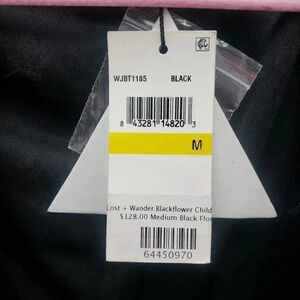 WJBT1185 BLACK
8 43281 14820 3
M
Lost + Wander Blackflower Child
$128.00 Medium Black Flo
64450970